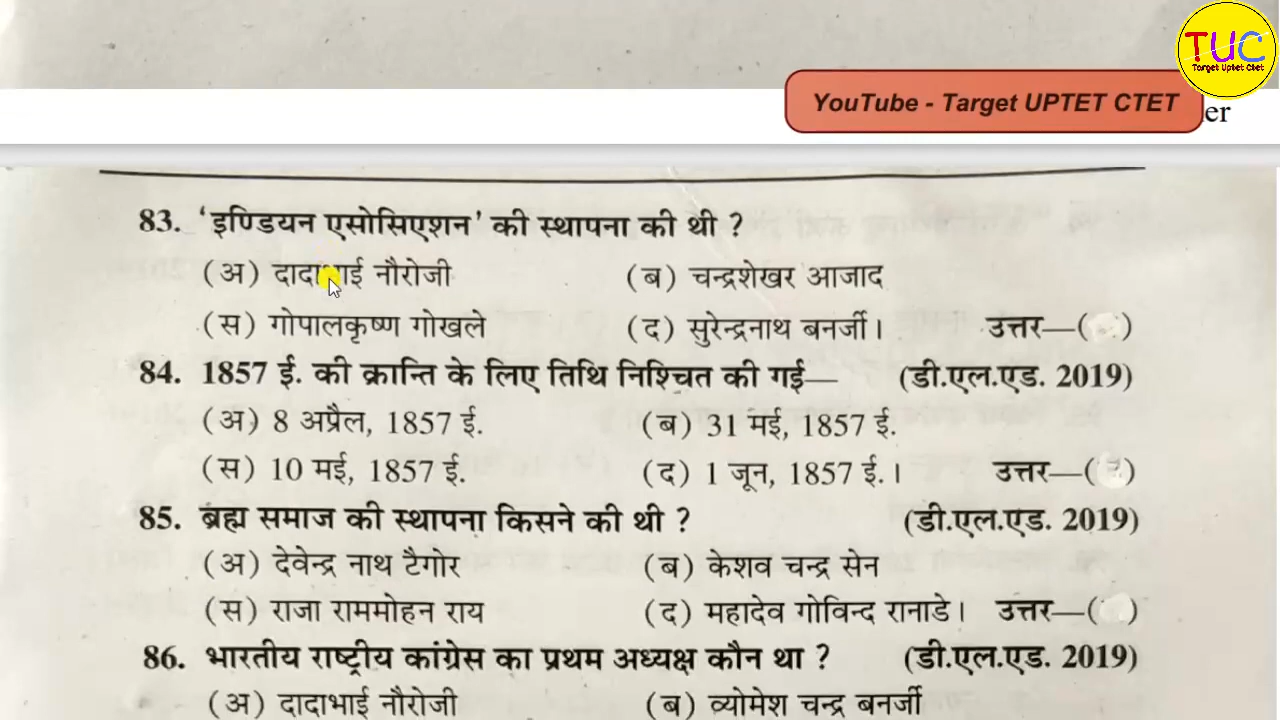 TUC
Target Uptet Ctet
YouTube - Target UPTET CTET
er
83. ‘इण्डियन एसोसिएशन’ की स्थापना की थी ?
(अ) दादाभाई नौरोजी (ब) चन्द्रशेखर आजाद
(स) गोपालकृष्ण गोखले (द) सुरेन्द्रनाथ बनर्जी। उत्तर—( )
84. 1857 ई. की क्रान्ति के लिए तिथि निश्चित की गई— (डी.एल.एड. 2019)
(अ) 8 अप्रैल, 1857 ई. (ब) 31 मई, 1857 ई.
(स) 10 मई, 1857 ई. (द) 1 जून, 1857 ई.। उत्तर—( )
85. ब्रह्म समाज की स्थापना किसने की थी ? (डी.एल.एड. 2019)
(अ) देवेन्द्र नाथ टैगोर (ब) केशव चन्द्र सेन
(स) राजा राममोहन राय (द) महादेव गोविन्द रानाडे। उत्तर—( )
86. भारतीय राष्ट्रीय कांग्रेस का प्रथम अध्यक्ष कौन था ? (डी.एल.एड. 2019)
(अ) दादाभाई नौरोजी (ब) व्योमेश चन्द्र बनर्जी